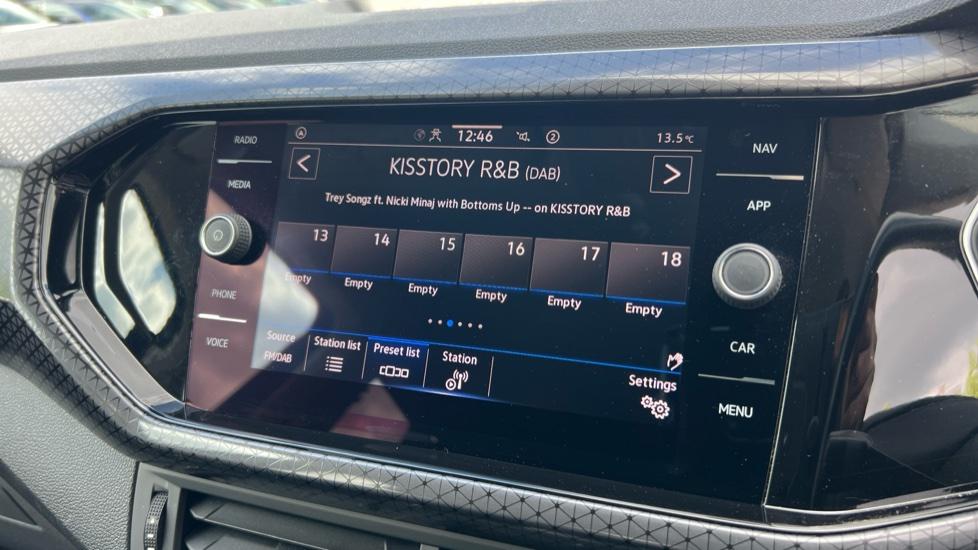 RADIO
MEDIA
PHONE
VOICE
A 12:46 2 13.5°C
< KISSTORY R&B (DAB) >
Trey Songz ft. Nicki Minaj with Bottoms Up -- on KISSTORY R&B
13 14 15 16 17 18
Empty Empty Empty Empty Empty Empty
Source Station list Preset list Station Settings
FM/DAB
NAV
APP
CAR
MENU